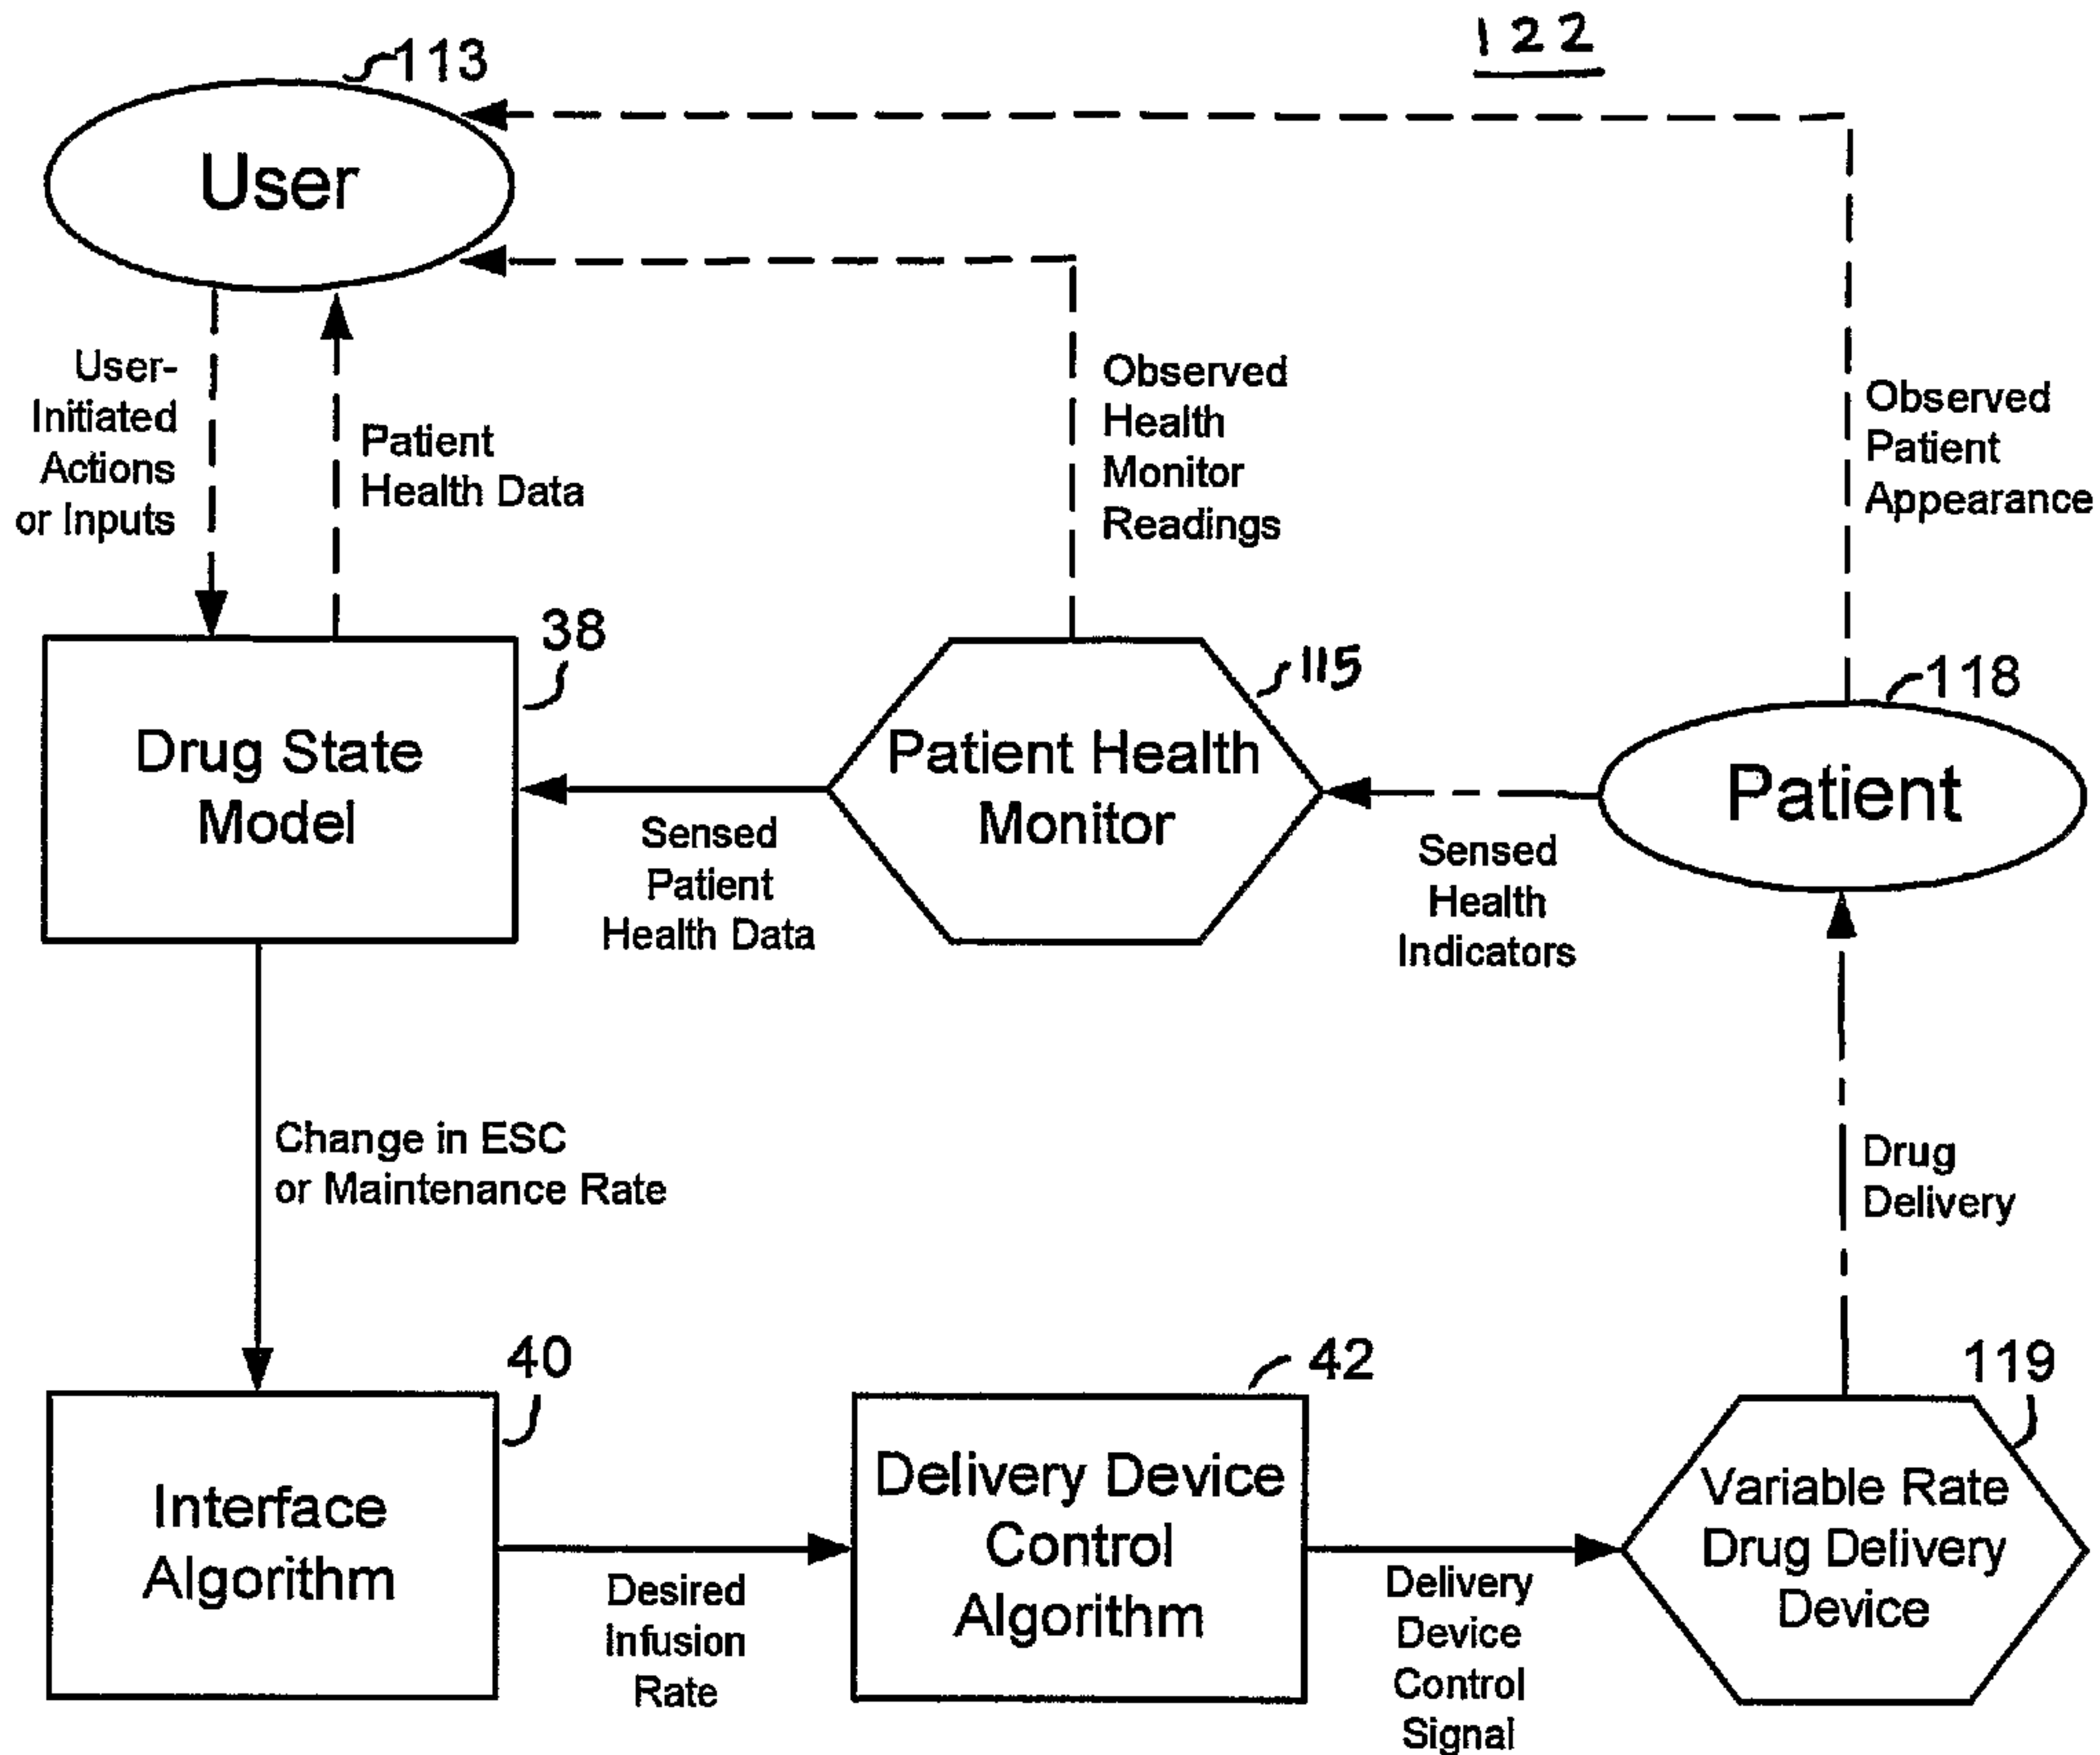 122
113
User
User-
Initiated
Actions
or Inputs
Patient
Health Data
Observed
Health
Monitor
Readings
Observed
Patient
Appearance
38
Drug State
Model
115
Patient Health
Monitor
118
Patient
Sensed
Patient
Health Data
Sensed
Health
Indicators
Change in ESC
or Maintenance Rate
Drug
Delivery
40
Interface
Algorithm
Desired
Infusion
Rate
42
Delivery Device
Control
Algorithm
Delivery
Device
Control
Signal
119
Variable Rate
Drug Delivery
Device